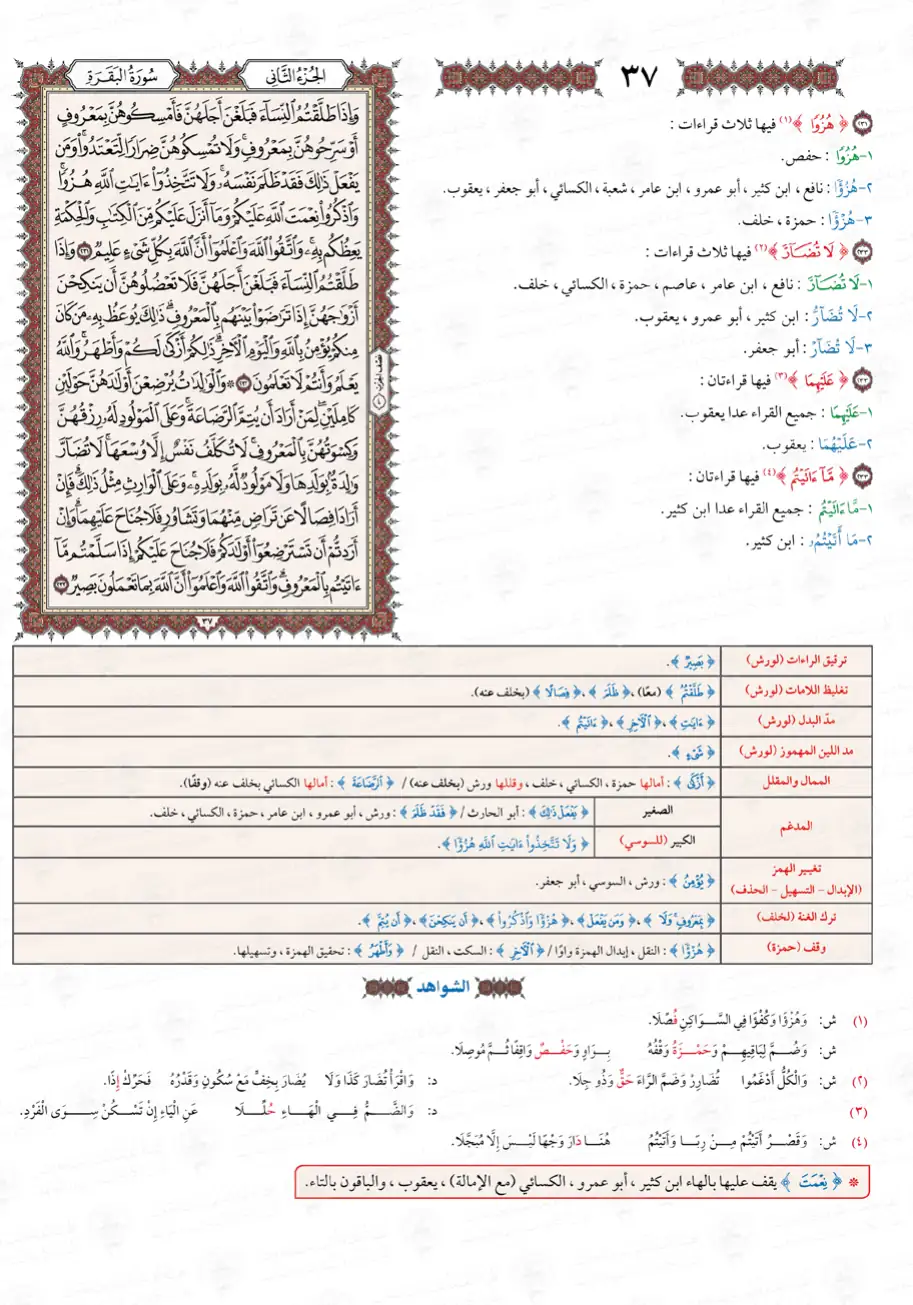 ٣٧
الجُزْءُ الثَّانِي
سُورَةُ البَقَرَةِ
وَإِذَا طَلَّقْتُمُ ٱلنِّسَآءَ فَبَلَغْنَ أَجَلَهُنَّ فَأَمْسِكُوهُنَّ بِمَعْرُوفٍ
أَوْ سَرِّحُوهُنَّ بِمَعْرُوفٍ وَلَا تُمْسِكُوهُنَّ ضِرَارًا لِّتَعْتَدُوا۟ وَمَن
يَفْعَلْ ذَٰلِكَ فَقَدْ ظَلَمَ نَفْسَهُۥ وَلَا تَتَّخِذُوٓا۟ ءَايَٰتِ ٱللَّهِ هُزُوًا
وَٱذْكُرُوا۟ نِعْمَتَ ٱللَّهِ عَلَيْكُمْ وَمَآ أَنزَلَ عَلَيْكُم مِّنَ ٱلْكِتَٰبِ وَٱلْحِكْمَةِ
يَعِظُكُم بِهِۦ وَٱتَّقُوا۟ ٱللَّهَ وَٱعْلَمُوٓا۟ أَنَّ ٱللَّهَ بِكُلِّ شَىْءٍ عَلِيمٌ ٢٣١ وَإِذَا
طَلَّقْتُمُ ٱلنِّسَآءَ فَبَلَغْنَ أَجَلَهُنَّ فَلَا تَعْضُلُوهُنَّ أَن يَنكِحْنَ
أَزْوَٰجَهُنَّ إِذَا تَرَٰضَوْا۟ بَيْنَهُم بِٱلْمَعْرُوفِ ذَٰلِكَ يُوعَظُ بِهِۦ مَن كَانَ
مِنكُمْ يُؤْمِنُ بِٱللَّهِ وَٱلْيَوْمِ ٱلْـَٔاخِرِ ذَٰلِكُمْ أَزْكَىٰ لَكُمْ وَأَطْهَرُ وَٱللَّهُ
يَعْلَمُ وَأَنتُمْ لَا تَعْلَمُونَ ٢٣٢ ۞ وَٱلْوَٰلِدَٰتُ يُرْضِعْنَ أَوْلَٰدَهُنَّ حَوْلَيْنِ
كَامِلَيْنِ لِمَنْ أَرَادَ أَن يُتِمَّ ٱلرَّضَاعَةَ وَعَلَى ٱلْمَوْلُودِ لَهُۥ رِزْقُهُنَّ
وَكِسْوَتُهُنَّ بِٱلْمَعْرُوفِ لَا تُكَلَّفُ نَفْسٌ إِلَّا وُسْعَهَا لَا تُضَآرَّ
وَٰلِدَةٌۢ بِوَلَدِهَا وَلَا مَوْلُودٌ لَّهُۥ بِوَلَدِهِۦ وَعَلَى ٱلْوَارِثِ مِثْلُ ذَٰلِكَ فَإِنْ
أَرَادَا فِصَالًا عَن تَرَاضٍ مِّنْهُمَا وَتَشَاوُرٍ فَلَا جُنَاحَ عَلَيْهِمَا وَإِنْ
أَرَدتُّمْ أَن تَسْتَرْضِعُوٓا۟ أَوْلَٰدَكُمْ فَلَا جُنَاحَ عَلَيْكُمْ إِذَا سَلَّمْتُم مَّآ
ءَاتَيْتُم بِٱلْمَعْرُوفِ وَٱتَّقُوا۟ ٱللَّهَ وَٱعْلَمُوٓا۟ أَنَّ ٱللَّهَ بِمَا تَعْمَلُونَ بَصِيرٌ ٢٣٣
٣٧
نصف الحزب ٤
٢٣١ ﴿ هُزُوًا ﴾(١) فيها ثلاث قراءات :
١- هُزُوًا : حفص.
٢- هُزُؤًا : نافع ، ابن كثير ، أبو عمرو ، ابن عامر ، شعبة ، الكسائي ، أبو جعفر ، يعقوب.
٣- هُزْؤًا : حمزة ، خلف.
٢٣٣ ﴿ لَا تُضَآرَّ ﴾(٢) فيها ثلاث قراءات :
١- لَا تُضَآرَّ : نافع ، ابن عامر ، عاصم ، حمزة ، الكسائي ، خلف.
٢- لَا تُضَآرُّ : ابن كثير ، أبو عمرو ، يعقوب.
٣- لَا تُضَآرْ : أبو جعفر.
٢٣٣ ﴿ عَلَيْهِمَا ﴾(٣) فيها قراءتان :
١- عَلَيْهِمَا : جميع القراء عدا يعقوب.
٢- عَلَيْهُمَا : يعقوب.
٢٣٣ ﴿ مَّآ ءَاتَيْتُم ﴾(٤) فيها قراءتان :
١- مَّآ ءَاتَيْتُم : جميع القراء عدا ابن كثير.
٢- مَا أَتَيْتُمُۥ : ابن كثير.
ترقيق الراءات (لورش) ﴿ بَصِيرٌ ﴾.
تغليظ اللامات (لورش) ﴿ طَلَّقْتُمُ ﴾ (معًا) ، ﴿ ظَلَمَ ﴾ ، ﴿ فِصَالًا ﴾ (بخلف عنه).
مدّ البدل (لورش) ﴿ ءَايَٰتِ ﴾ ، ﴿ ٱلْـَٔاخِرِ ﴾ ، ﴿ ءَاتَيْتُم ﴾.
مد اللين المهموز (لورش) ﴿ شَىْءٍ ﴾.
الممال والمقلل ﴿ أَزْكَىٰ ﴾ : أمالها حمزة ، الكسائي ، خلف ، وقللها ورش (بخلف عنه) / ﴿ ٱلرَّضَاعَةَ ﴾ : أمالها الكسائي بخلف عنه (وقفًا).
المدغم
الصغير ﴿ يَفْعَلْ ذَٰلِكَ ﴾ : أبو الحارث / ﴿ فَقَدْ ظَلَمَ ﴾ : ورش ، أبو عمرو ، ابن عامر ، حمزة ، الكسائي ، خلف.
الكبير (للسوسي) ﴿ وَلَا تَتَّخِذُوٓا۟ ءَايَٰتِ ٱللَّهِ هُزُؤًا ﴾.
تغيير الهمز
(الإبدال - التسهيل - الحذف) ﴿ يُؤْمِنُ ﴾ : ورش ، السوسي ، أبو جعفر.
ترك الغنة (لخلف) ﴿ بِمَعْرُوفٍ وَلَا ﴾ ، ﴿ وَمَن يَفْعَلْ ﴾ ، ﴿ هُزُؤًا وَٱذْكُرُوا۟ ﴾ ، ﴿ أَن يَنكِحْنَ ﴾ ، ﴿ أَن يُتِمَّ ﴾.
وقف (حمزة) ﴿ هُزُؤًا ﴾ : النقل ، إبدال الهمزة واوًا / ﴿ ٱلْـَٔاخِرِ ﴾ : السكت ، النقل / ﴿ وَأَطْهَرُ ﴾ : تحقيق الهمزة ، وتسهيلها.
الشواهد
(١) ش: وَهُزْؤًا وَكُفْؤًا فِي السَّوَاكِنِ فُصِّلَا.
ش: وَضُمَّ لِبَاقِيهِمْ وَحَمْزَةُ وَقْفُهُ بِوَاوٍ وَحَفْصٌ وَاقِفًا ثُمَّ مُوصِلَا.
(٢) ش: وَالْكُلُّ أَدْغَمُوا تُضَارِرْ وَضَمَّ الرَّاءَ حَقٌّ وَذُو جِلَا. د: وَاقْرَأْ تُضَارَ كَذَا وَلَا يُضَارَ بِخِفٍّ مَعْ سُكُونٍ وَقَدْرُهُ فَحَرِّكْ إِذًا.
(٣) د: وَالضَّمُّ فِي الْهَاءِ حُلِّلَا عَنِ الْيَاءِ إِنْ تَسْكُنْ سِوَى الْفَرْدِ.
(٤) ش: وَقَصْرُ أَتَيْتُمْ مِنْ رِبًا وَأَتَيْتُمُ هُنَا دَارَ وَجْهًا لَيْسَ إِلَّا مُبَجَّلَا.
* ﴿ نِعْمَتَ ﴾ يقف عليها بالهاء ابن كثير ، أبو عمرو ، الكسائي (مع الإمالة) ، يعقوب ، والباقون بالتاء.